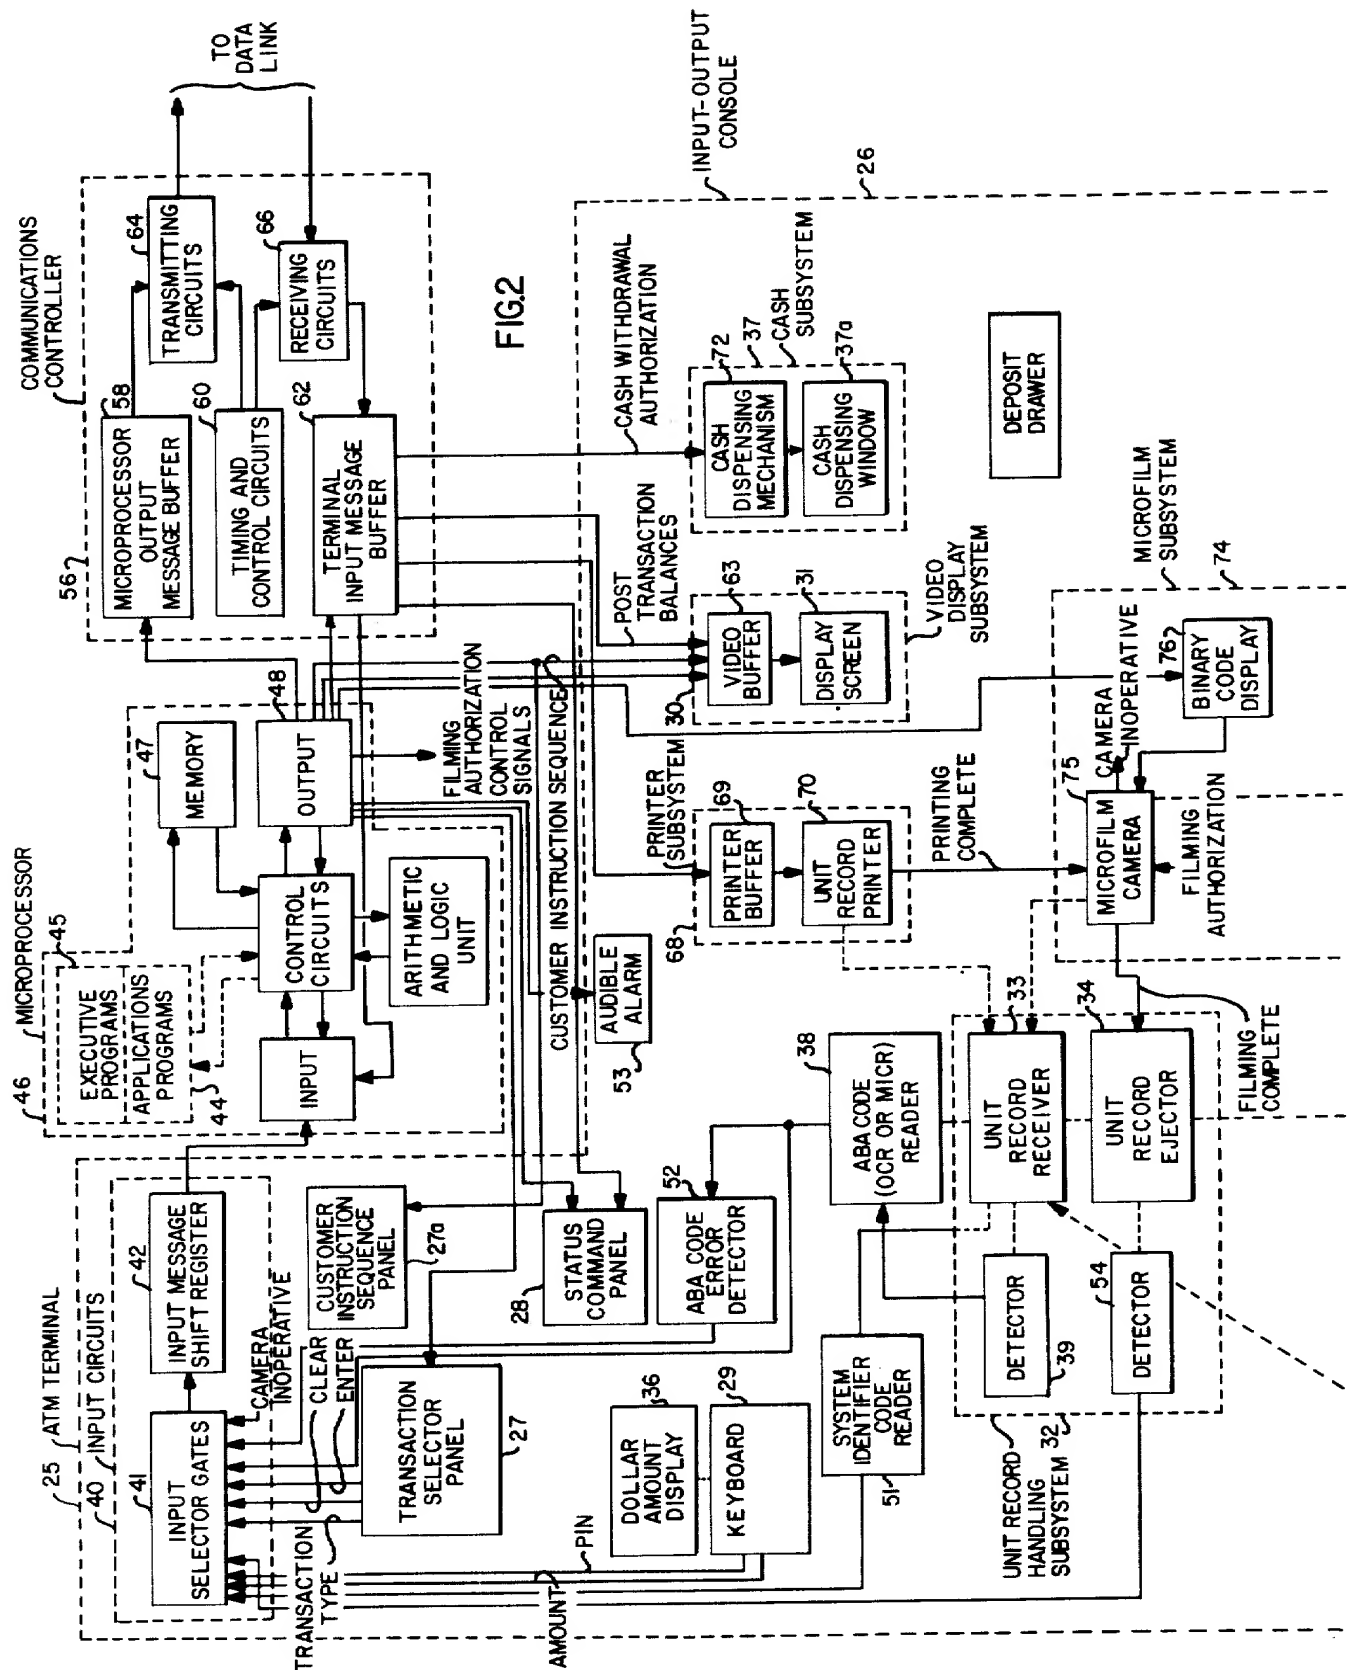 COMMUNICATIONS
CONTROLLER
56
MICROPROCESSOR
OUTPUT
MESSAGE BUFFER
58
TRANSMITTING
CIRCUITS
64
TIMING AND
CONTROL CIRCUITS
60
RECEIVING
CIRCUITS
66
TERMINAL
INPUT MESSAGE
BUFFER
62
TO
DATA
LINK
FIG.2
MICROPROCESSOR
46
EXECUTIVE
PROGRAMS
45
APPLICATIONS
PROGRAMS
44
MEMORY
47
INPUT
CONTROL
CIRCUITS
OUTPUT
48
ARITHMETIC
AND LOGIC
UNIT
FILMING
AUTHORIZATION
CONTROL
SIGNALS
25
ATM TERMINAL
40
INPUT CIRCUITS
41
INPUT
SELECTOR GATES
42
INPUT MESSAGE
SHIFT REGISTER
CAMERA
INOPERATIVE
CLEAR
ENTER
TRANSACTION
TYPE
CUSTOMER
INSTRUCTION
SEQUENCE
PANEL
27a
TRANSACTION
SELECTOR
PANEL
27
CUSTOMER INSTRUCTION SEQUENCE
STATUS
COMMAND
PANEL
28
AUDIBLE
ALARM
53
PIN
AMOUNT
DOLLAR
AMOUNT
DISPLAY
36
KEYBOARD
29
ABA CODE
ERROR
DETECTOR
52
SYSTEM
IDENTIFIER
CODE
READER
51
ABA CODE
(OCR OR MICR)
READER
38
INPUT-OUTPUT
CONSOLE
26
CASH WITHDRAWAL
AUTHORIZATION
POST
TRANSACTION
BALANCES
CASH
DISPENSING
MECHANISM
72
37
CASH
SUBSYSTEM
CASH
DISPENSING
WINDOW
37a
VIDEO
BUFFER
63
30
DISPLAY
SCREEN
31
VIDEO
DISPLAY
SUBSYSTEM
PRINTER
SUBSYSTEM
PRINTER
BUFFER
69
68
UNIT
RECORD
PRINTER
70
PRINTING
COMPLETE
DEPOSIT
DRAWER
MICROFILM
SUBSYSTEM
74
MICROFILM
CAMERA
75
CAMERA
INOPERATIVE
BINARY
CODE
DISPLAY
76
FILMING
AUTHORIZATION
FILMING
COMPLETE
UNIT
RECORD
RECEIVER
33
UNIT
RECORD
EJECTOR
34
DETECTOR
39
DETECTOR
54
UNIT RECORD
HANDLING
SUBSYSTEM
32